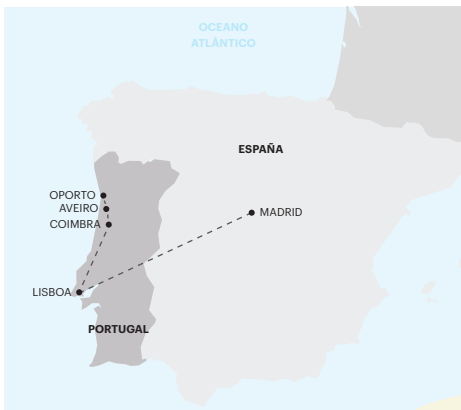 OCEANO
ATLÁNTICO
ESPAÑA
OPORTO
AVEIRO
COIMBRA
MADRID
LISBOA
PORTUGAL